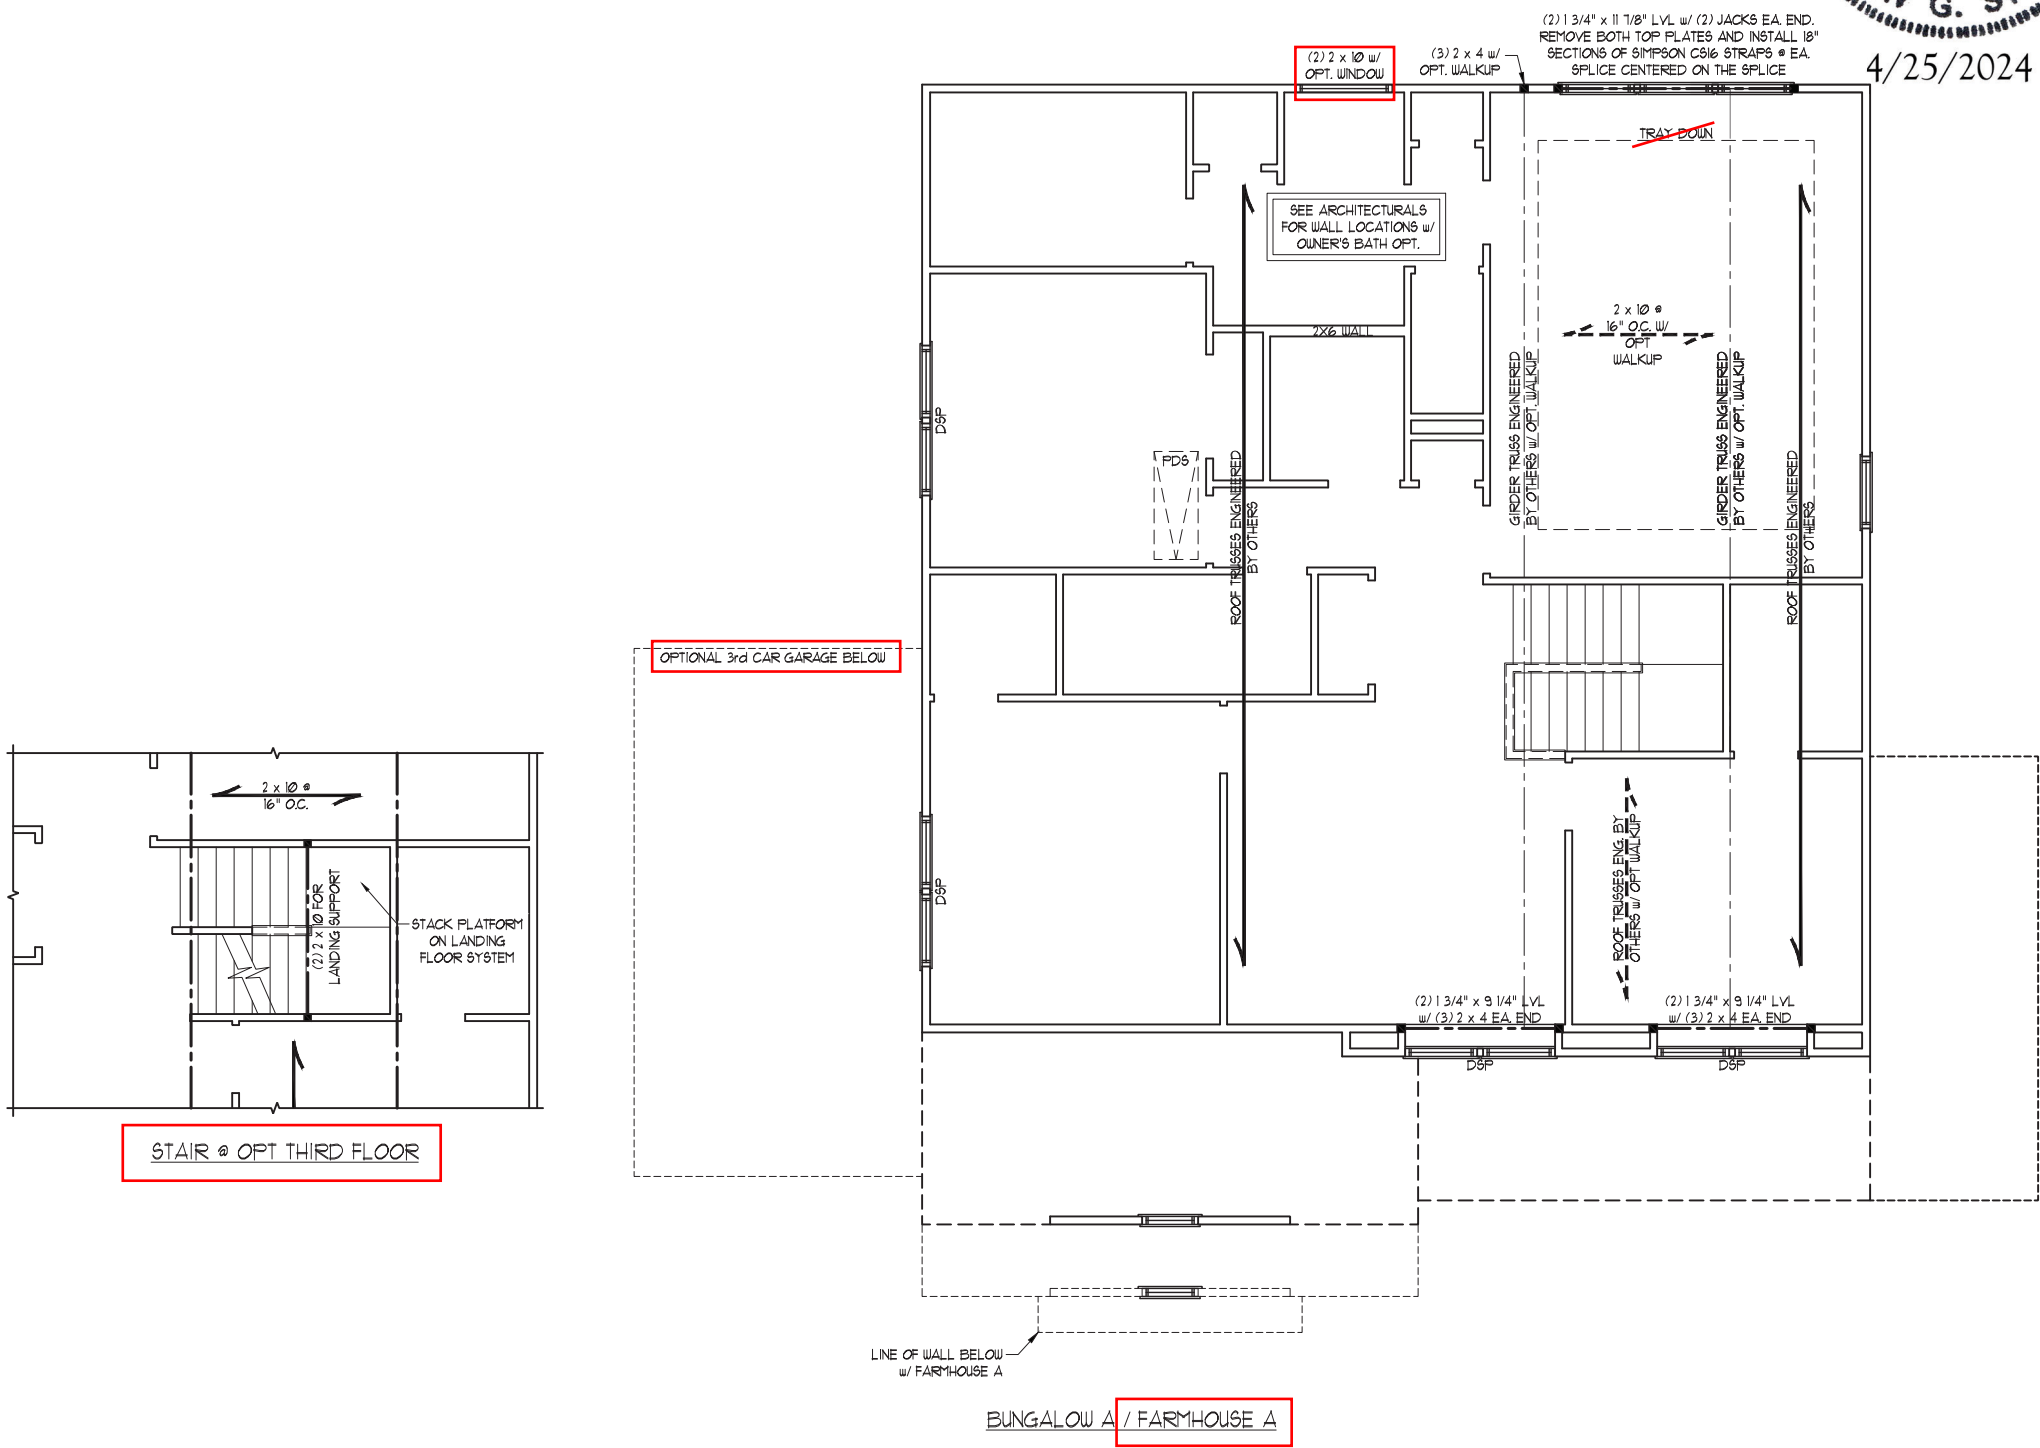 (2) 1 3/4" x 11 7/8" LVL w/ (2) JACKS EA. END.
REMOVE BOTH TOP PLATES AND INSTALL 18"
SECTIONS OF SIMPSON CS16 STRAPS @ EA.
SPLICE CENTERED ON THE SPLICE
4/25/2024
(2) 2 x 10 w/
OPT. WINDOW
(3) 2 x 4 w/
OPT. WALKUP
TRAY DOWN
SEE ARCHITECTURALS
FOR WALL LOCATIONS w/
OWNER'S BATH OPT.
2X6 WALL
2 x 10 @
16" O.C. W/
OPT
WALKUP
GIRDER TRUSS ENGINEERED
BY OTHERS w/ OPT. WALKUP
GIRDER TRUSS ENGINEERED
BY OTHERS w/ OPT. WALKUP
DSP
PDS
ROOF TRUSSES ENGINEERED
BY OTHERS
ROOF TRUSSES ENGINEERED
BY OTHERS
OPTIONAL 3rd CAR GARAGE BELOW
2 x 10 @
16" O.C.
(2) 2 x 10 FOR
LANDING SUPPORT
STACK PLATFORM
ON LANDING
FLOOR SYSTEM
STAIR @ OPT THIRD FLOOR
DSP
ROOF TRUSSES ENG. BY
OTHERS w/ OPT WALKUP
(2) 1 3/4" x 9 1/4" LVL
w/ (3) 2 x 4 EA. END
(2) 1 3/4" x 9 1/4" LVL
w/ (3) 2 x 4 EA. END
DSP
DSP
LINE OF WALL BELOW
w/ FARMHOUSE A
BUNGALOW A / FARMHOUSE A